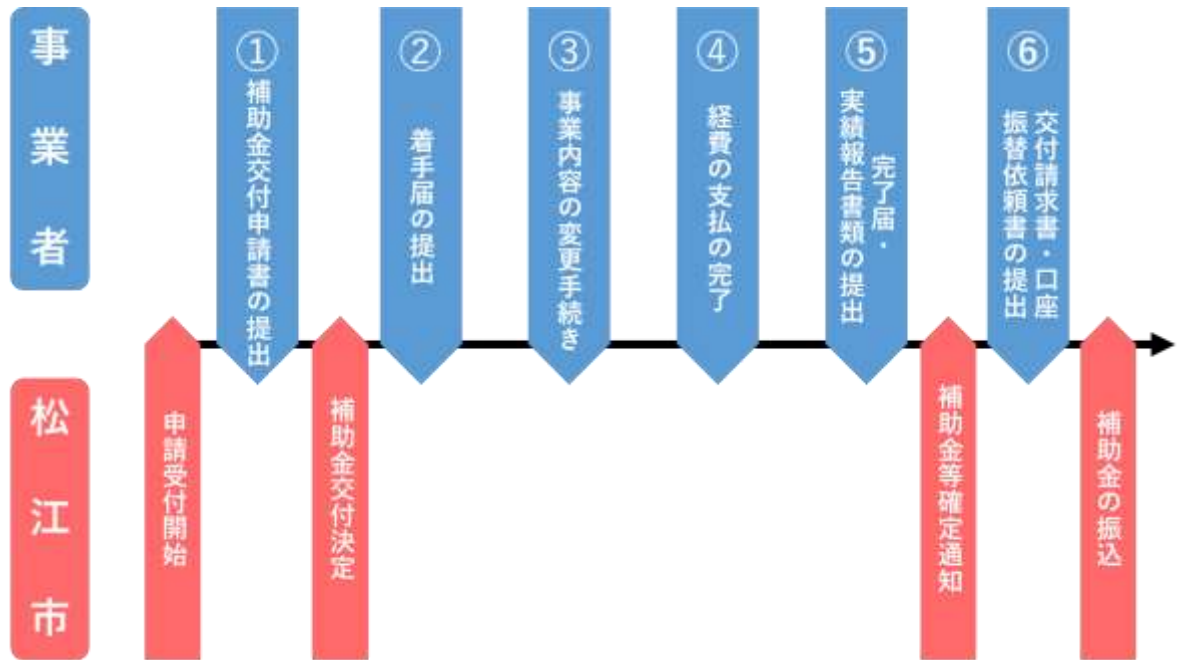 事業者
①
補助金交付申請書の提出
②
着手届の提出
③
事業内容の変更手続き
④
経費の支払の完了
⑤
完了届・
実績報告書類の提出
⑥
交付請求書・口座
振替依頼書の提出
松江市
申請受付開始
補助金交付決定
補助金等確定通知
補助金の振込